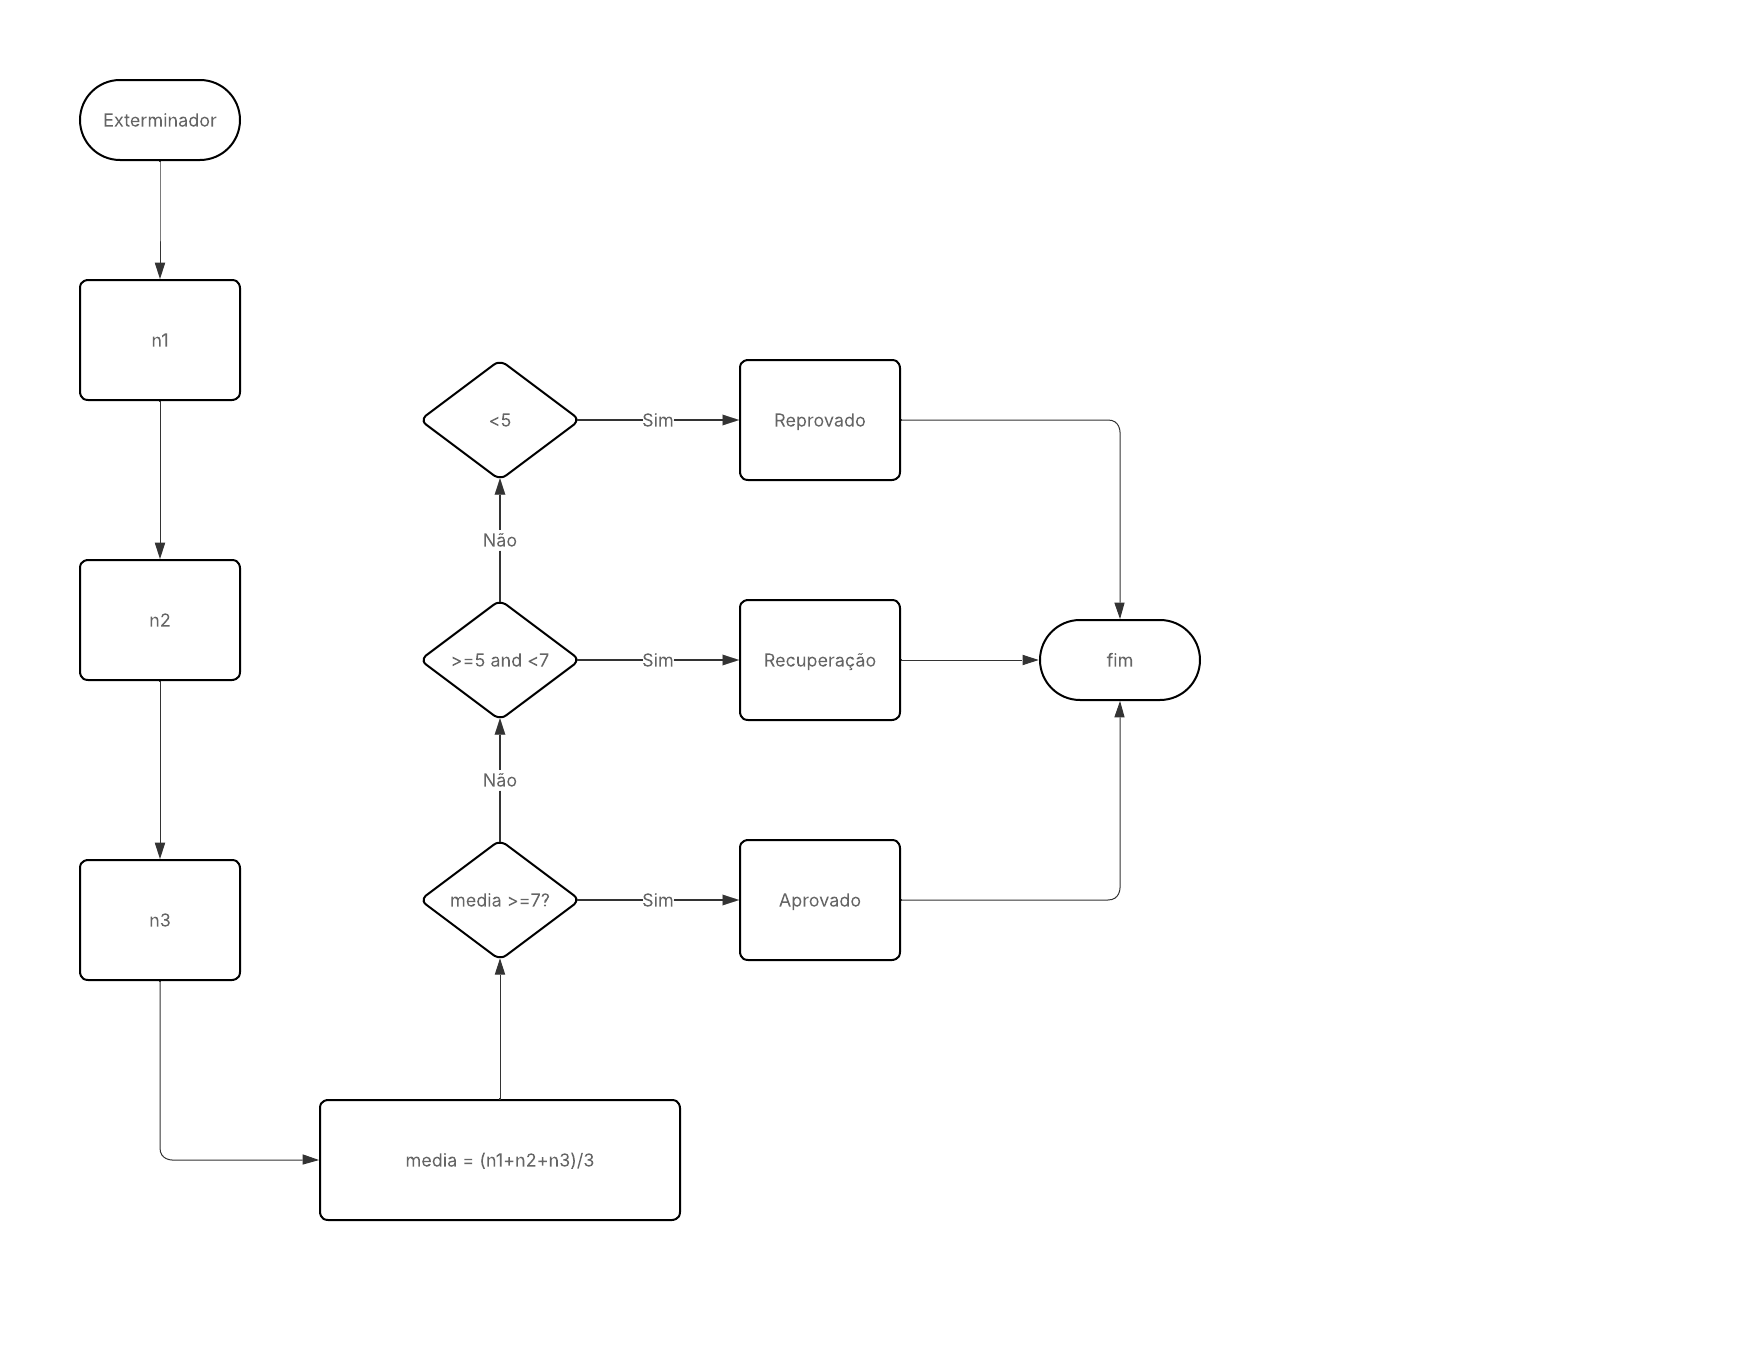 Exterminador
n1
n2
n3
media = (n1+n2+n3)/3
media >=7?
Sim
Aprovado
Não
>=5 and <7
Sim
Recuperação
Não
<5
Sim
Reprovado
fim